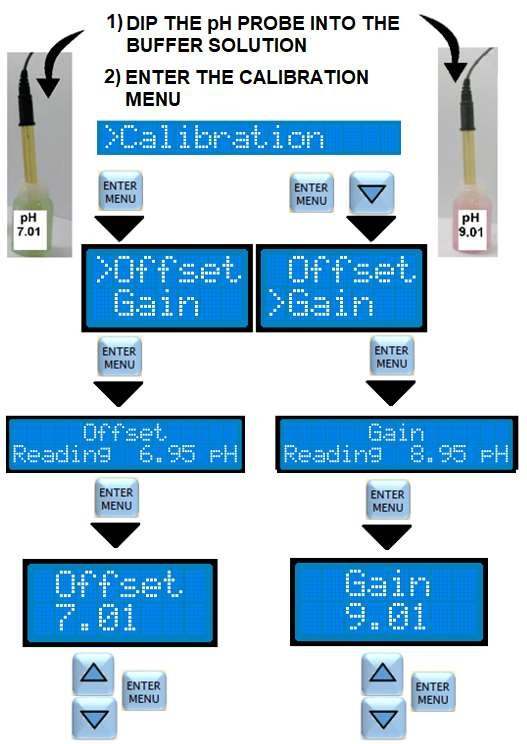 1) DIP THE pH PROBE INTO THE
BUFFER SOLUTION
2) ENTER THE CALIBRATION
MENU
>Calibration
pH
7.01
pH
9.01
ENTER
MENU
ENTER
MENU
>Offset
Gain
Offset
>Gain
ENTER
MENU
ENTER
MENU
Offset
Reading 6.95 pH
Gain
Reading 8.95 pH
ENTER
MENU
ENTER
MENU
Offset
7.01
Gain
9.01
ENTER
MENU
ENTER
MENU